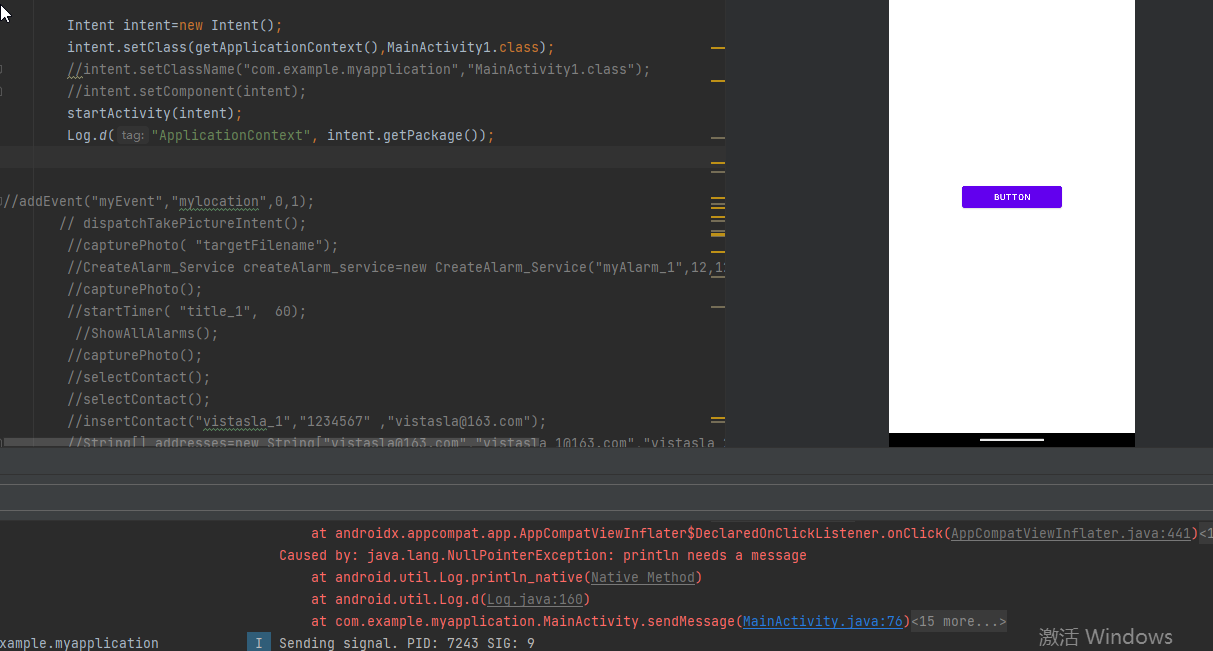 Intent intent=new Intent();
intent.setClass(getApplicationContext(),MainActivity1.class);
//intent.setClassName("com.example.myapplication","MainActivity1.class");
//intent.setComponent(intent);
startActivity(intent);
Log.d( tag: "ApplicationContext", intent.getPackage());
//addEvent("myEvent","mylocation",0,1);
// dispatchTakePictureIntent();
//capturePhoto( "targetFilename");
//CreateAlarm_Service createAlarm_service=new CreateAlarm_Service("myAlarm_1",12,1
//capturePhoto();
//startTimer( "title_1",  60);
//ShowAllAlarms();
//capturePhoto();
//selectContact();
//selectContact();
//insertContact("vistasla_1","1234567" ,"vistasla@163.com");
//String[] addresses=new String["vistasla@163.com","vistasla_1@163.com","vistasla
BUTTON
at androidx.appcompat.app.AppCompatViewInflater$DeclaredOnClickListener.onClick(AppCompatViewInflater.java:441)<1
Caused by: java.lang.NullPointerException: println needs a message
at android.util.Log.println_native(Native Method)
at android.util.Log.d(Log.java:160)
at com.example.myapplication.MainActivity.sendMessage(MainActivity.java:76)<15 more...>
xample.myapplication I Sending signal. PID: 7243 SIG: 9
激活 Windows